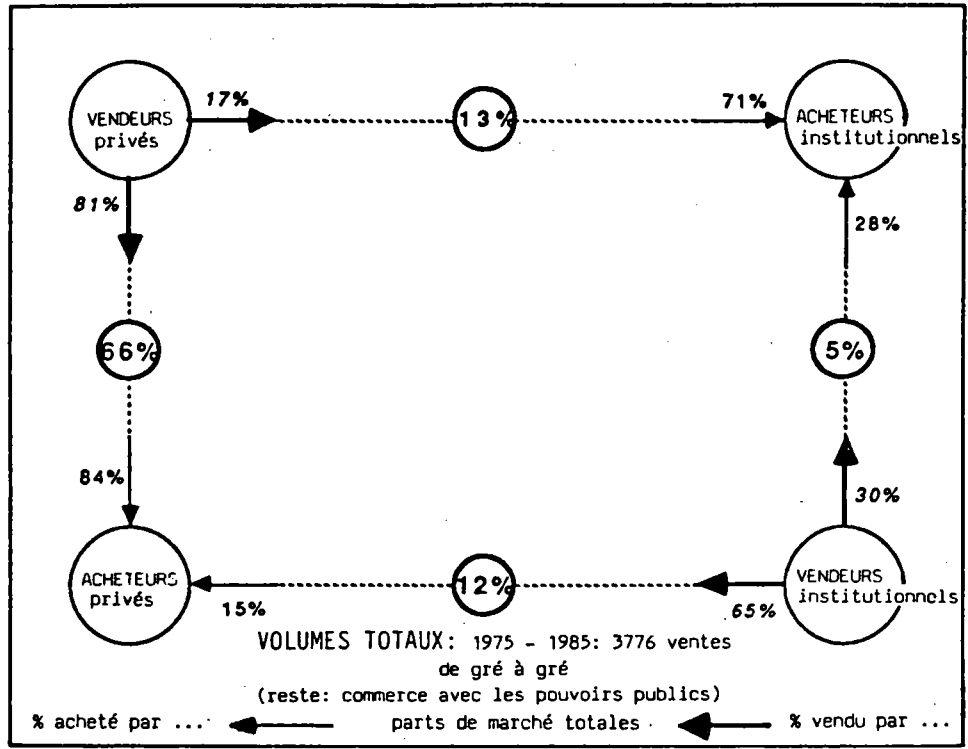 17% 71%
VENDEURS
privés
13%
ACHETEURS
institutionnels
81%
28%
66%
5%
84%
30%
ACHETEURS
privés
12%
VENDEURS
institutionnels
15% 65%
VOLUMES TOTAUX: 1975 - 1985: 3776 ventes
de gré à gré
(reste: commerce avec les pouvoirs publics)
% acheté par ... parts de marché totales % vendu par ...